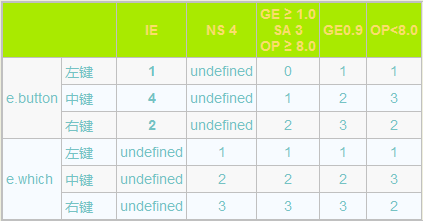 IE NS 4 GE ≥ 1.0 SA 3 OP ≥ 8.0 GE0.9 OP<8.0
e.button 左键 1 undefined 0 1 1
中键 4 undefined 1 2 3
右键 2 undefined 2 3 2
e.which 左键 undefined 1 1 1 1
中键 undefined 2 2 2 3
右键 undefined 3 3 3 2